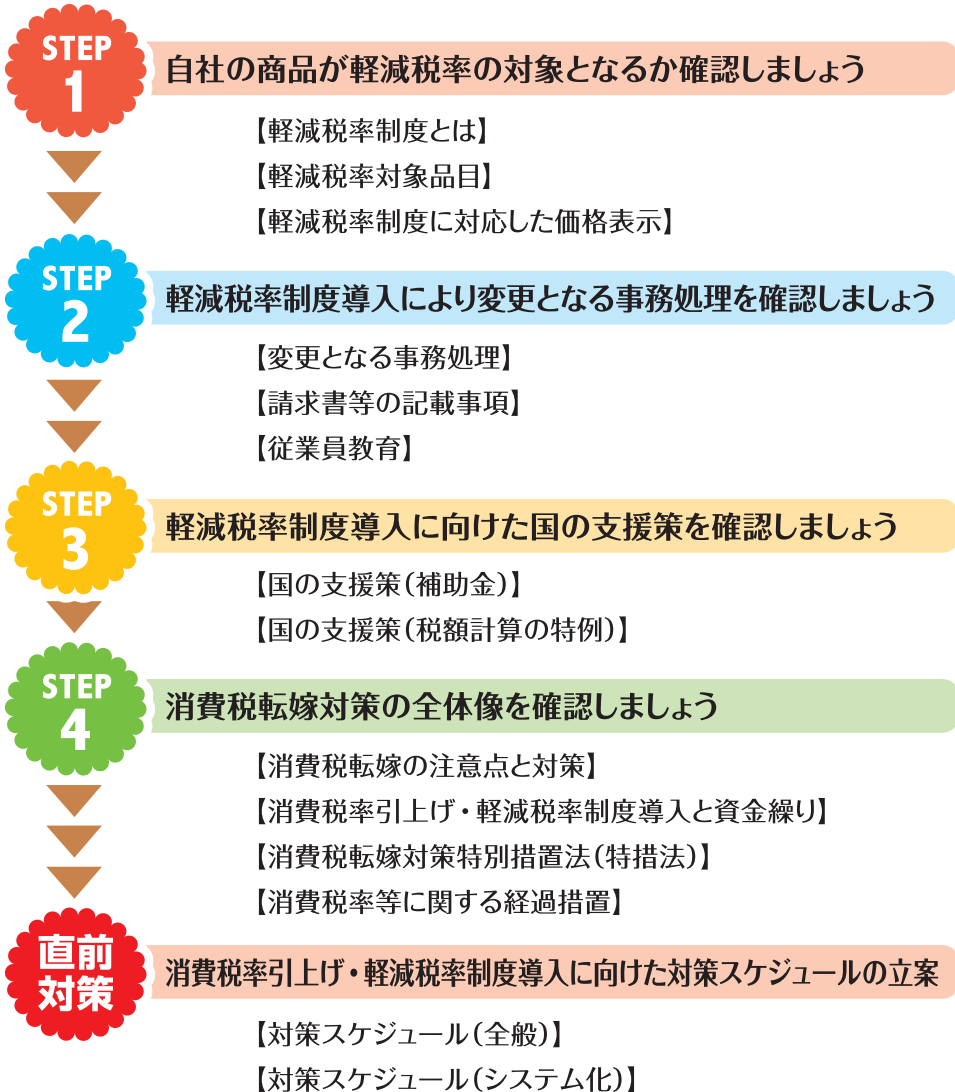 STEP
1
自社の商品が軽減税率の対象となるか確認しましょう
【軽減税率制度とは】
【軽減税率対象品目】
【軽減税率制度に対応した価格表示】
STEP
2
軽減税率制度導入により変更となる事務処理を確認しましょう
【変更となる事務処理】
【請求書等の記載事項】
【従業員教育】
STEP
3
軽減税率制度導入に向けた国の支援策を確認しましょう
【国の支援策(補助金)】
【国の支援策(税額計算の特例)】
STEP
4
消費税転嫁対策の全体像を確認しましょう
【消費税転嫁の注意点と対策】
【消費税率引上げ・軽減税率制度導入と資金繰り】
【消費税転嫁対策特別措置法(特措法)】
【消費税率等に関する経過措置】
直前
対策
消費税率引上げ・軽減税率制度導入に向けた対策スケジュールの立案
【対策スケジュール(全般)】
【対策スケジュール(システム化)】